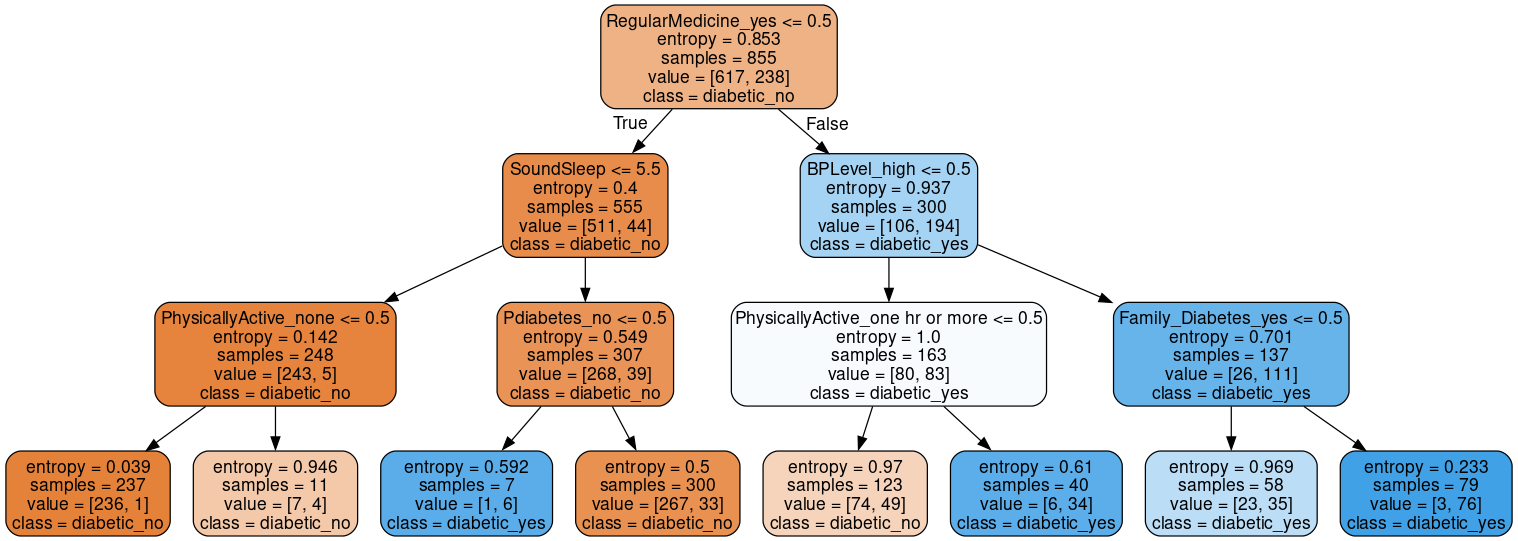 RegularMedicine_yes <= 0.5
entropy = 0.853
samples = 855
value = [617, 238]
class = diabetic_no
True
False
SoundSleep <= 5.5
entropy = 0.4
samples = 555
value = [511, 44]
class = diabetic_no
BPLevel_high <= 0.5
entropy = 0.937
samples = 300
value = [106, 194]
class = diabetic_yes
PhysicallyActive_none <= 0.5
entropy = 0.142
samples = 248
value = [243, 5]
class = diabetic_no
Pdiabetes_no <= 0.5
entropy = 0.549
samples = 307
value = [268, 39]
class = diabetic_no
PhysicallyActive_one hr or more <= 0.5
entropy = 1.0
samples = 163
value = [80, 83]
class = diabetic_yes
Family_Diabetes_yes <= 0.5
entropy = 0.701
samples = 137
value = [26, 111]
class = diabetic_yes
entropy = 0.039
samples = 237
value = [236, 1]
class = diabetic_no
entropy = 0.946
samples = 11
value = [7, 4]
class = diabetic_no
entropy = 0.592
samples = 7
value = [1, 6]
class = diabetic_yes
entropy = 0.5
samples = 300
value = [267, 33]
class = diabetic_no
entropy = 0.97
samples = 123
value = [74, 49]
class = diabetic_no
entropy = 0.61
samples = 40
value = [6, 34]
class = diabetic_yes
entropy = 0.969
samples = 58
value = [23, 35]
class = diabetic_yes
entropy = 0.233
samples = 79
value = [3, 76]
class = diabetic_yes